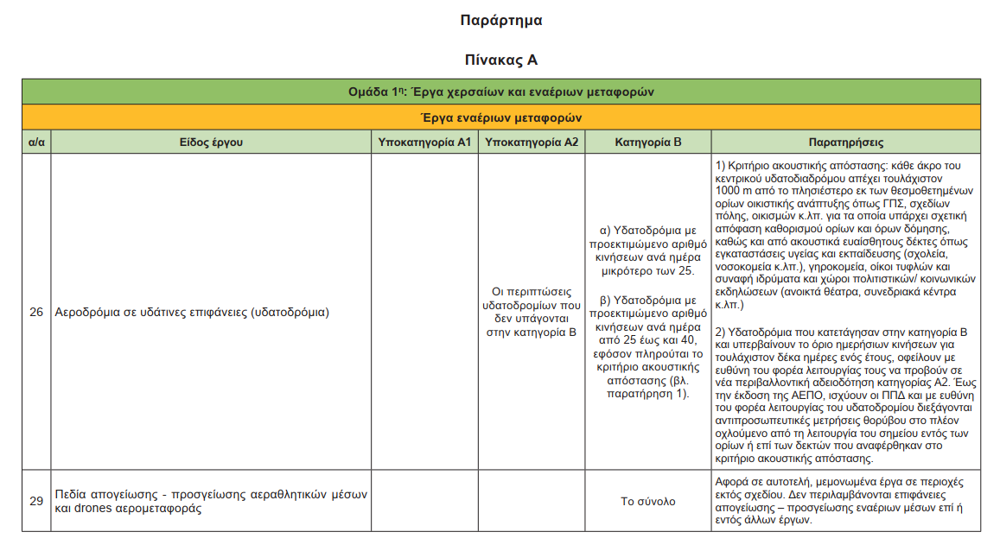 Παράρτημα
Πίνακας Α
Ομάδα 1η: Έργα χερσαίων και εναέριων μεταφορών
Έργα εναέριων μεταφορών
α/α
Είδος έργου
Υποκατηγορία Α1
Υποκατηγορία Α2
Κατηγορία Β
Παρατηρήσεις
26
Αεροδρόμια σε υδάτινες επιφάνειες (υδατοδρόμια)
Οι περιπτώσεις
υδατοδρομίων που
δεν υπάγονται
στην κατηγορία Β
α) Υδατοδρόμια με
προεκτιμώμενο αριθμό
κινήσεων ανά ημέρα
μικρότερο των 25.
β) Υδατοδρόμια με
προεκτιμώμενο αριθμό
κινήσεων ανά ημέρα
από 25 έως και 40,
εφόσον πληρούται το
κριτήριο ακουστικής
απόστασης (βλ.
παρατήρηση 1).
1) Κριτήριο ακουστικής απόστασης: κάθε άκρο του
κεντρικού υδατοδιαδρόμου απέχει τουλάχιστον
1000 m από το πλησιέστερο εκ των θεσμοθετημένων
ορίων οικιστικής ανάπτυξης όπως ΓΠΣ, σχεδίων
πόλης, οικισμών κ.λπ. για τα οποία υπάρχει σχετική
απόφαση καθορισμού ορίων και όρων δόμησης,
καθώς και από ακουστικά ευαίσθητους δέκτες όπως
εγκαταστάσεις υγείας και εκπαίδευσης (σχολεία,
νοσοκομεία κ.λπ.), γηροκομεία, οίκοι τυφλών και
συναφή ιδρύματα και χώροι πολιτιστικών/ κοινωνικών
εκδηλώσεων (ανοικτά θέατρα, συνεδριακά κέντρα
κ.λπ.)
2) Υδατοδρόμια που κατετάγησαν στην κατηγορία Β
και υπερβαίνουν το όριο ημερήσιων κινήσεων για
τουλάχιστον δέκα ημέρες ενός έτους, οφείλουν με
ευθύνη του φορέα λειτουργίας τους να προβούν σε
νέα περιβαλλοντική αδειοδότηση κατηγορίας Α2. Έως
την έκδοση της ΑΕΠΟ, ισχύουν οι ΠΠΔ και με ευθύνη
του φορέα λειτουργίας του υδατοδρομίου διεξάγονται
αντιπροσωπευτικές μετρήσεις θορύβου στο πλέον
οχλούμενο από τη λειτουργία του σημείου εντός των
ορίων ή επί των δεκτών που αναφέρθηκαν στο
κριτήριο ακουστικής απόστασης.
29
Πεδία απογείωσης - προσγείωσης αεραθλητικών μέσων
και drones αερομεταφοράς
Το σύνολο
Αφορά σε αυτοτελή, μεμονωμένα έργα σε περιοχές
εκτός σχεδίου. Δεν περιλαμβάνονται επιφάνειες
απογείωσης – προσγείωσης εναέριων μέσων επί ή
εντός άλλων έργων.